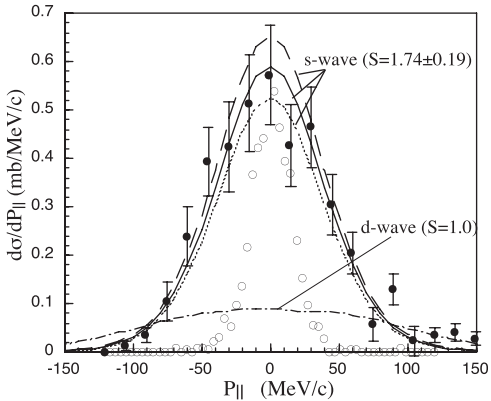 0.7
0.6
0.5
0.4
0.3
0.2
0.1
0
-150 -100 -50 0 50 100 150
dσ/dP|| (mb/MeV/c)
P|| (MeV/c)
s-wave (S=1.74±0.19)
d-wave (S=1.0)